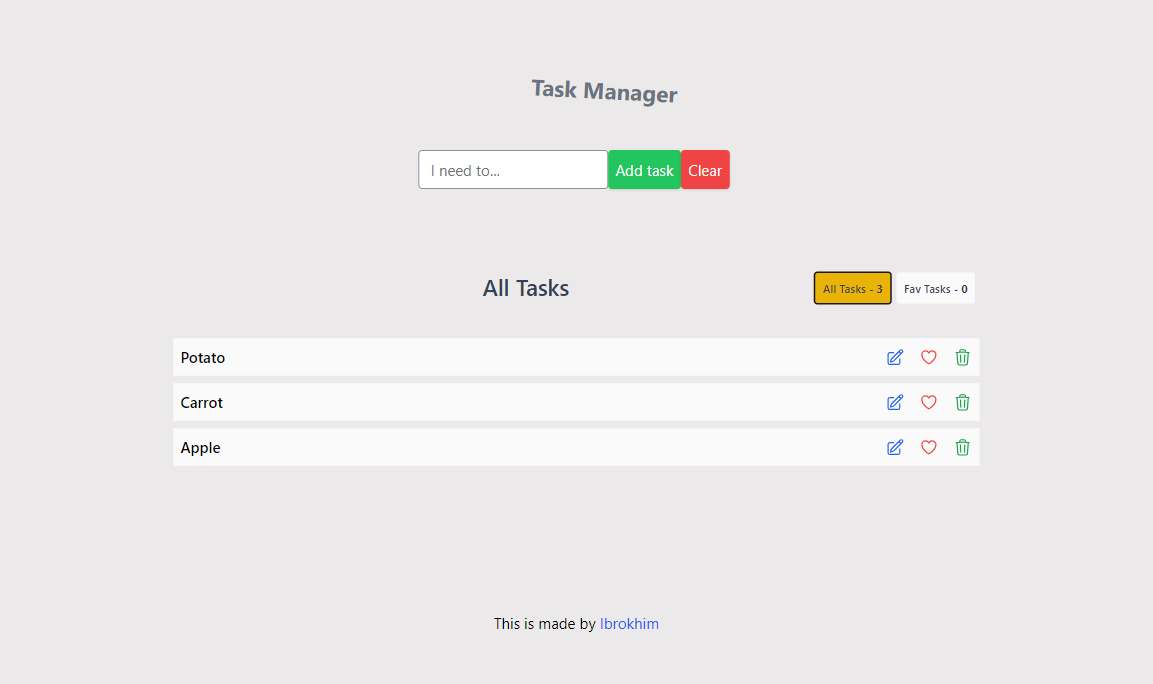 Task Manager
I need to...
Add task
Clear
All Tasks
All Tasks - 3
Fav Tasks - 0
Potato
Carrot
Apple
This is made by Ibrokhim